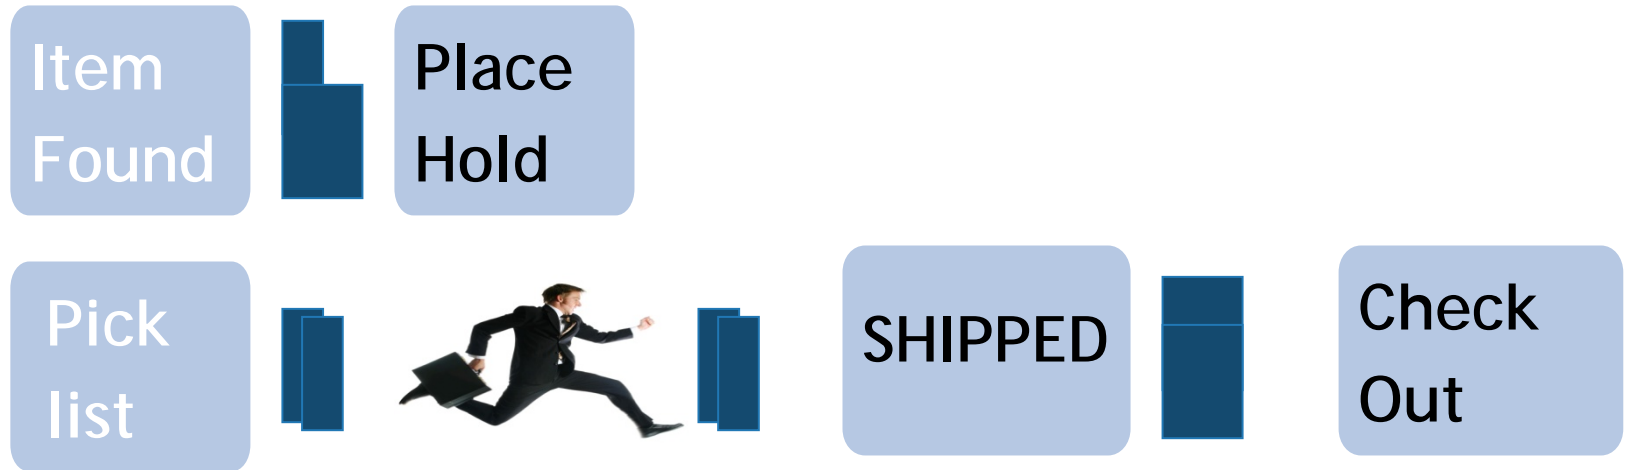 Item
Found
Place
Hold
Pick
list
SHIPPED
Check
Out